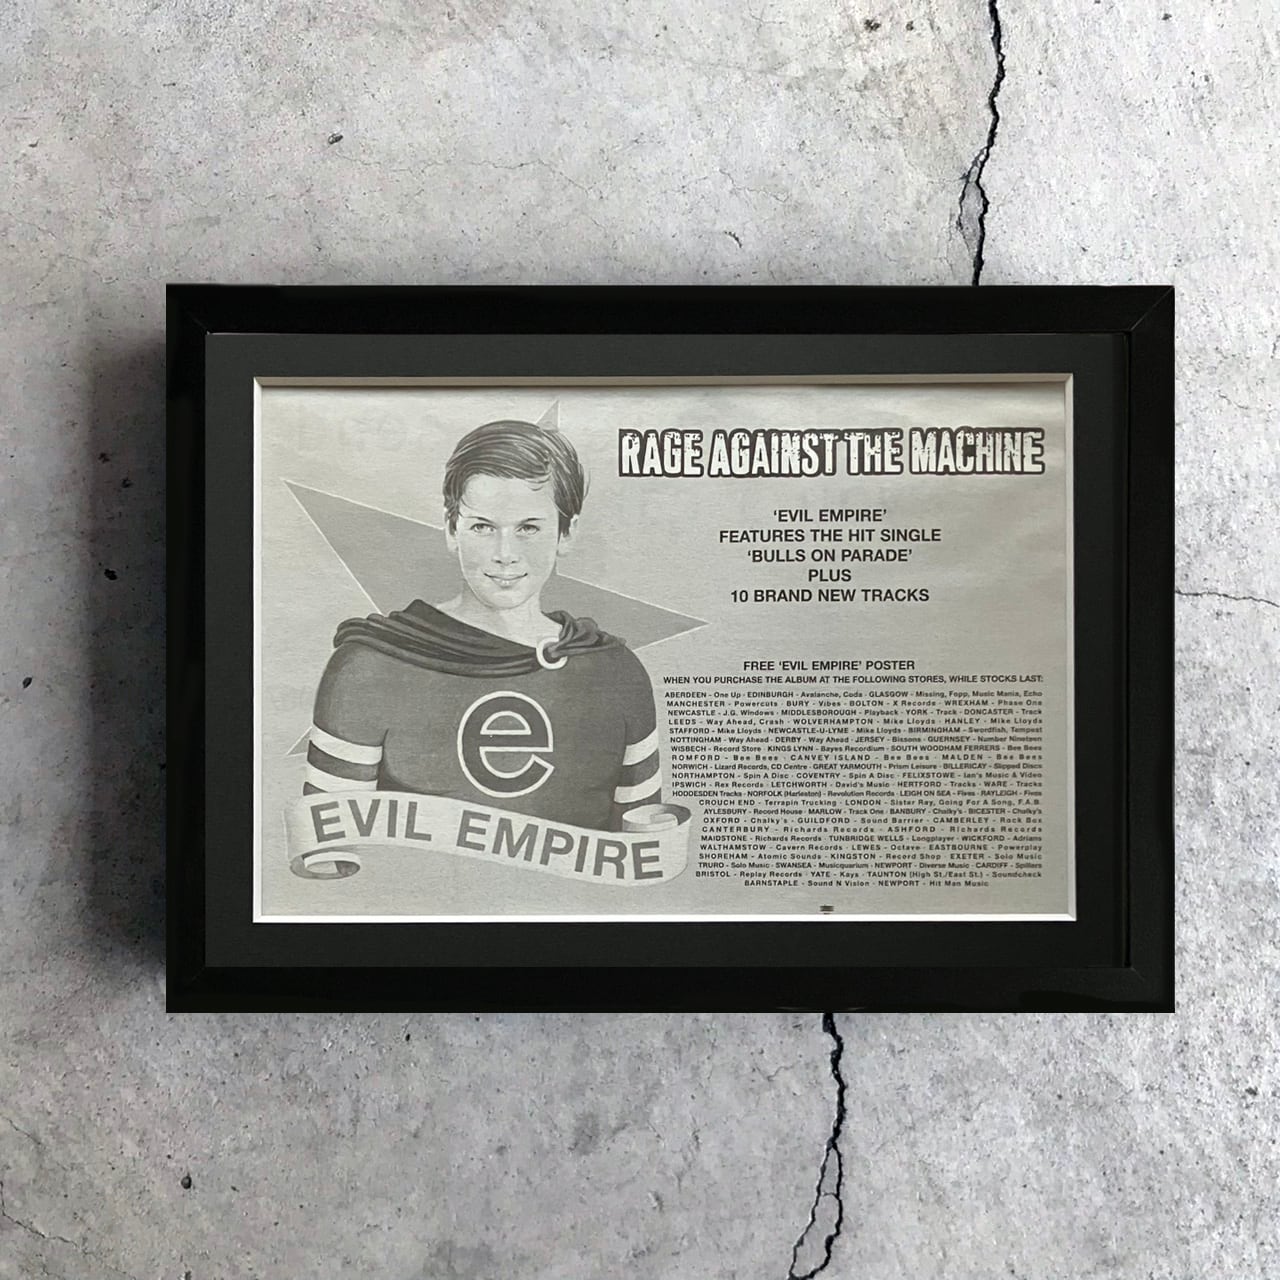 RAGE AGAINST THE MACHINE
'EVIL EMPIRE'
FEATURES THE HIT SINGLE
'BULLS ON PARADE'
PLUS
10 BRAND NEW TRACKS
FREE 'EVIL EMPIRE' POSTER
WHEN YOU PURCHASE THE ALBUM AT THE FOLLOWING STORES, WHILE STOCKS LAST:
ABERDEEN - One Up · EDINBURGH - Avalanche, Coda · GLASGOW - Missing, Fopp, Music Mania, Echo
MANCHESTER - Powercuts · BURY - Vibes · BOLTON - X Records · WREXHAM - Phase One
NEWCASTLE - J.G. Windows · MIDDLESBOROUGH - Playback · YORK - Track · DONCASTER - Track
LEEDS - Way Ahead, Crash · WOLVERHAMPTON - Mike Lloyds · HANLEY - Mike Lloyds
STAFFORD - Mike Lloyds · NEWCASTLE-U-LYME - Mike Lloyds · BIRMINGHAM - Swordfish, Tempest
NOTTINGHAM - Way Ahead · DERBY - Way Ahead · JERSEY - Bissons · GUERNSEY - Number Nineteen
WISBECH - Record Store · KINGS LYNN - Bayes Recordium · SOUTH WOODHAM FERRERS - Bee Bees
ROMFORD - Bee Bees · CANVEY ISLAND - Bee Bees · MALDEN - Bee Bees
NORWICH - Lizard Records, CD Centre · GREAT YARMOUTH - Prism Leisure · BILLERICAY - Slipped Discs
NORTHAMPTON - Spin A Disc · COVENTRY - Spin A Disc · FELIXSTOWE - Ian's Music & Video
IPSWICH - Rex Records · LETCHWORTH - David's Music · HERTFORD - Tracks · WARE - Tracks
HODDESDEN Tracks · NORFOLK (Harleston) - Revolution Records · LEIGH ON SEA - Fives · RAYLEIGH - Fives
CROUCH END - Terrapin Trucking · LONDON - Sister Ray, Going For A Song, F.A.B.
AYLESBURY - Record House · MARLOW - Track One · BANBURY - Chalky's · BICESTER - Chalky's
OXFORD - Chalky's · GUILDFORD - Sound Barrier · CAMBERLEY - Rock Box
CANTERBURY - Richards Records · ASHFORD - Richards Records
MAIDSTONE - Richards Records · TUNBRIDGE WELLS - Longplayer · WICKFORD - Adrians
WALTHAMSTOW - Cavern Records · LEWES - Octave · EASTBOURNE - Powerplay
SHOREHAM - Atomic Sounds · KINGSTON - Record Shop · EXETER - Solo Music
TRURO - Solo Music · SWANSEA - Musicquarium · NEWPORT - Diverse Music · CARDIFF - Spillers
BRISTOL - Replay Records · YATE - Kays · TAUNTON (High St./East St.) - Soundcheck
BARNSTAPLE - Sound N Vision · NEWPORT - Hit Man Music
e
EVIL EMPIRE